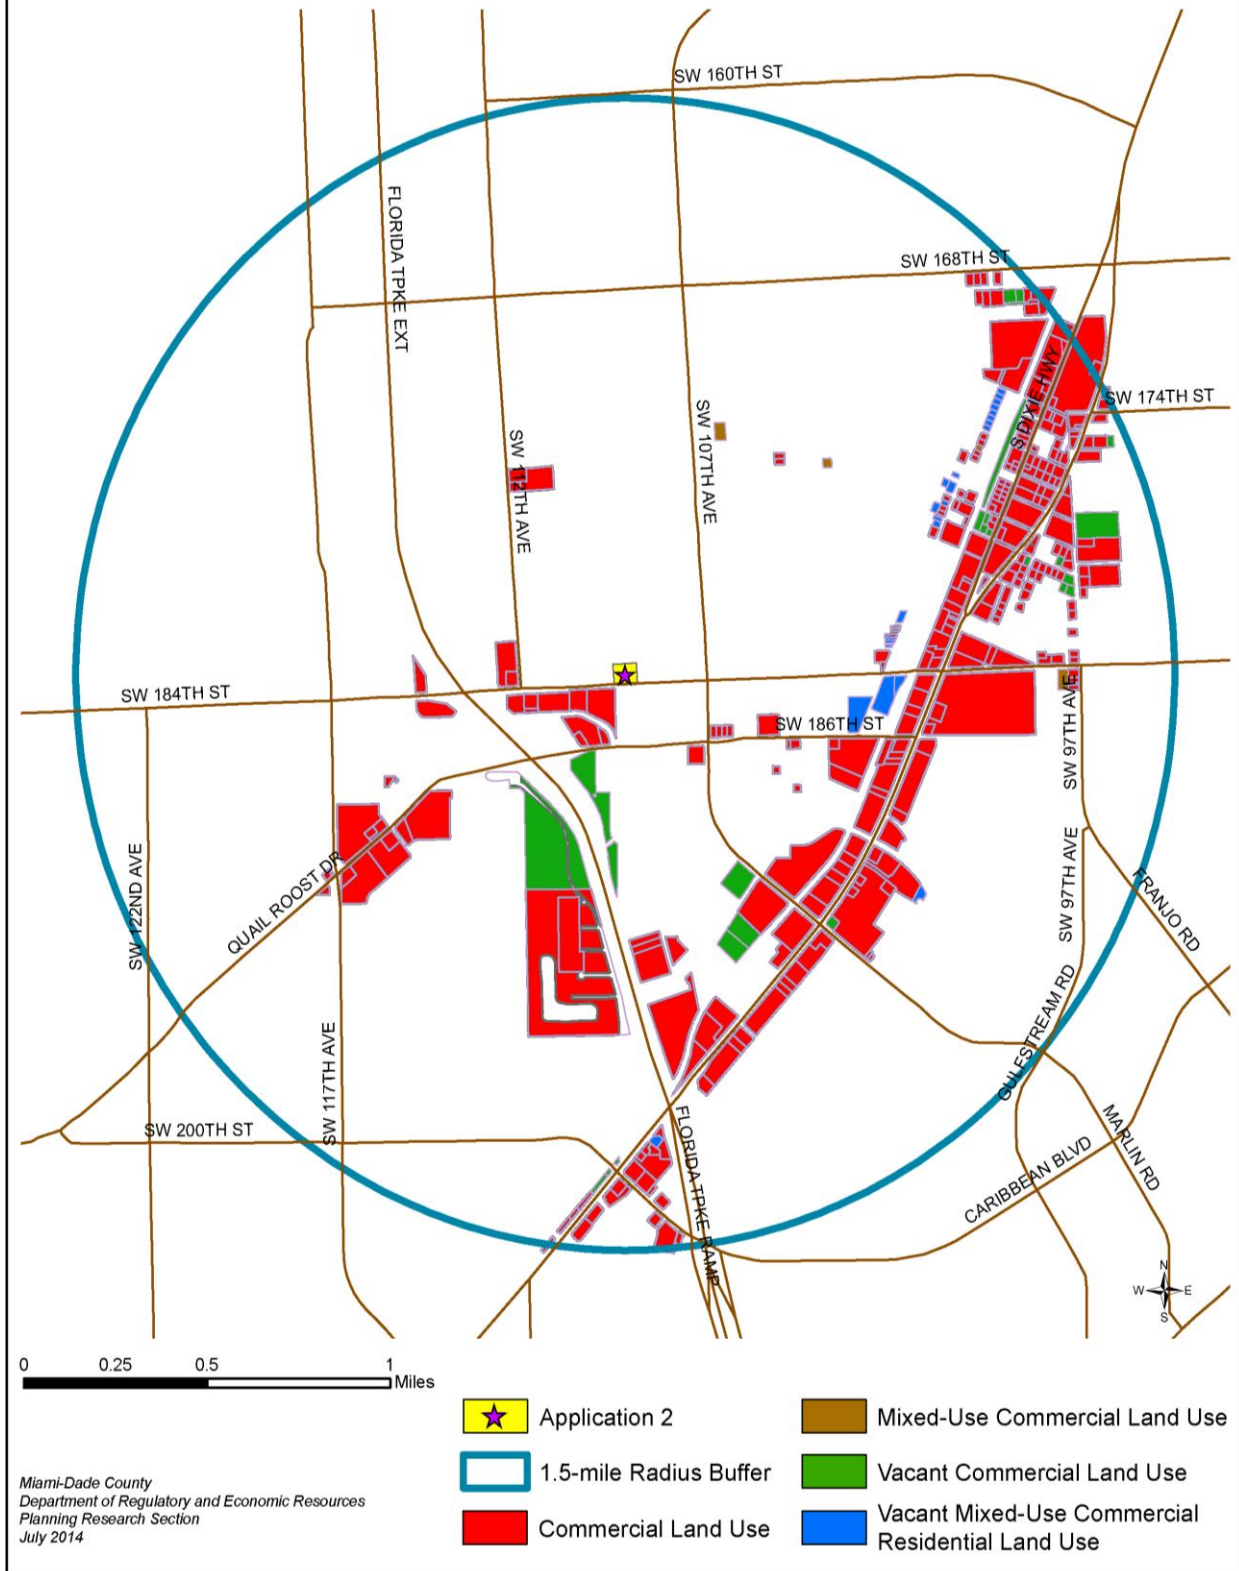 SW 160TH ST
FLORIDA TPKE EXT
SW 168TH ST
S DIXIE HWY
SW 174TH ST
SW 107TH AVE
SW 112TH AVE
SW 184TH ST
SW 186TH ST
SW 97TH AVE
SW 122ND AVE
QUAIL ROOST DR
SW 97TH AVE
FRANJO RD
GULFSTREAM RD
SW 117TH AVE
SW 200TH ST
FLORIDA TPKE RAMP
MARLIN RD
CARIBBEAN BLVD
N
W E
S
0 0.25 0.5 1
Miles
Application 2
1.5-mile Radius Buffer
Commercial Land Use
Mixed-Use Commercial Land Use
Vacant Commercial Land Use
Vacant Mixed-Use Commercial
Residential Land Use
Miami-Dade County
Department of Regulatory and Economic Resources
Planning Research Section
July 2014